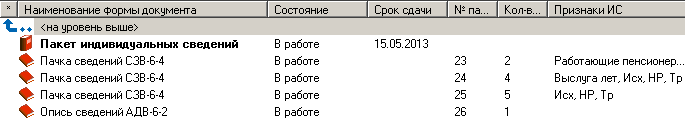 * Наименование формы документа Состояние Срок сдачи № па... Кол-в... Признаки ИС
<на уровень выше>
Пакет индивидуальных сведений В работе 15.05.2013
Пачка сведений СЗВ-6-4 В работе 23 2 Работающие пенсионер...
Пачка сведений СЗВ-6-4 В работе 24 4 Выслуга лет, Исх, НР, Тр
Пачка сведений СЗВ-6-4 В работе 25 5 Исх, НР, Тр
Опись сведений АДВ-6-2 В работе 26 1